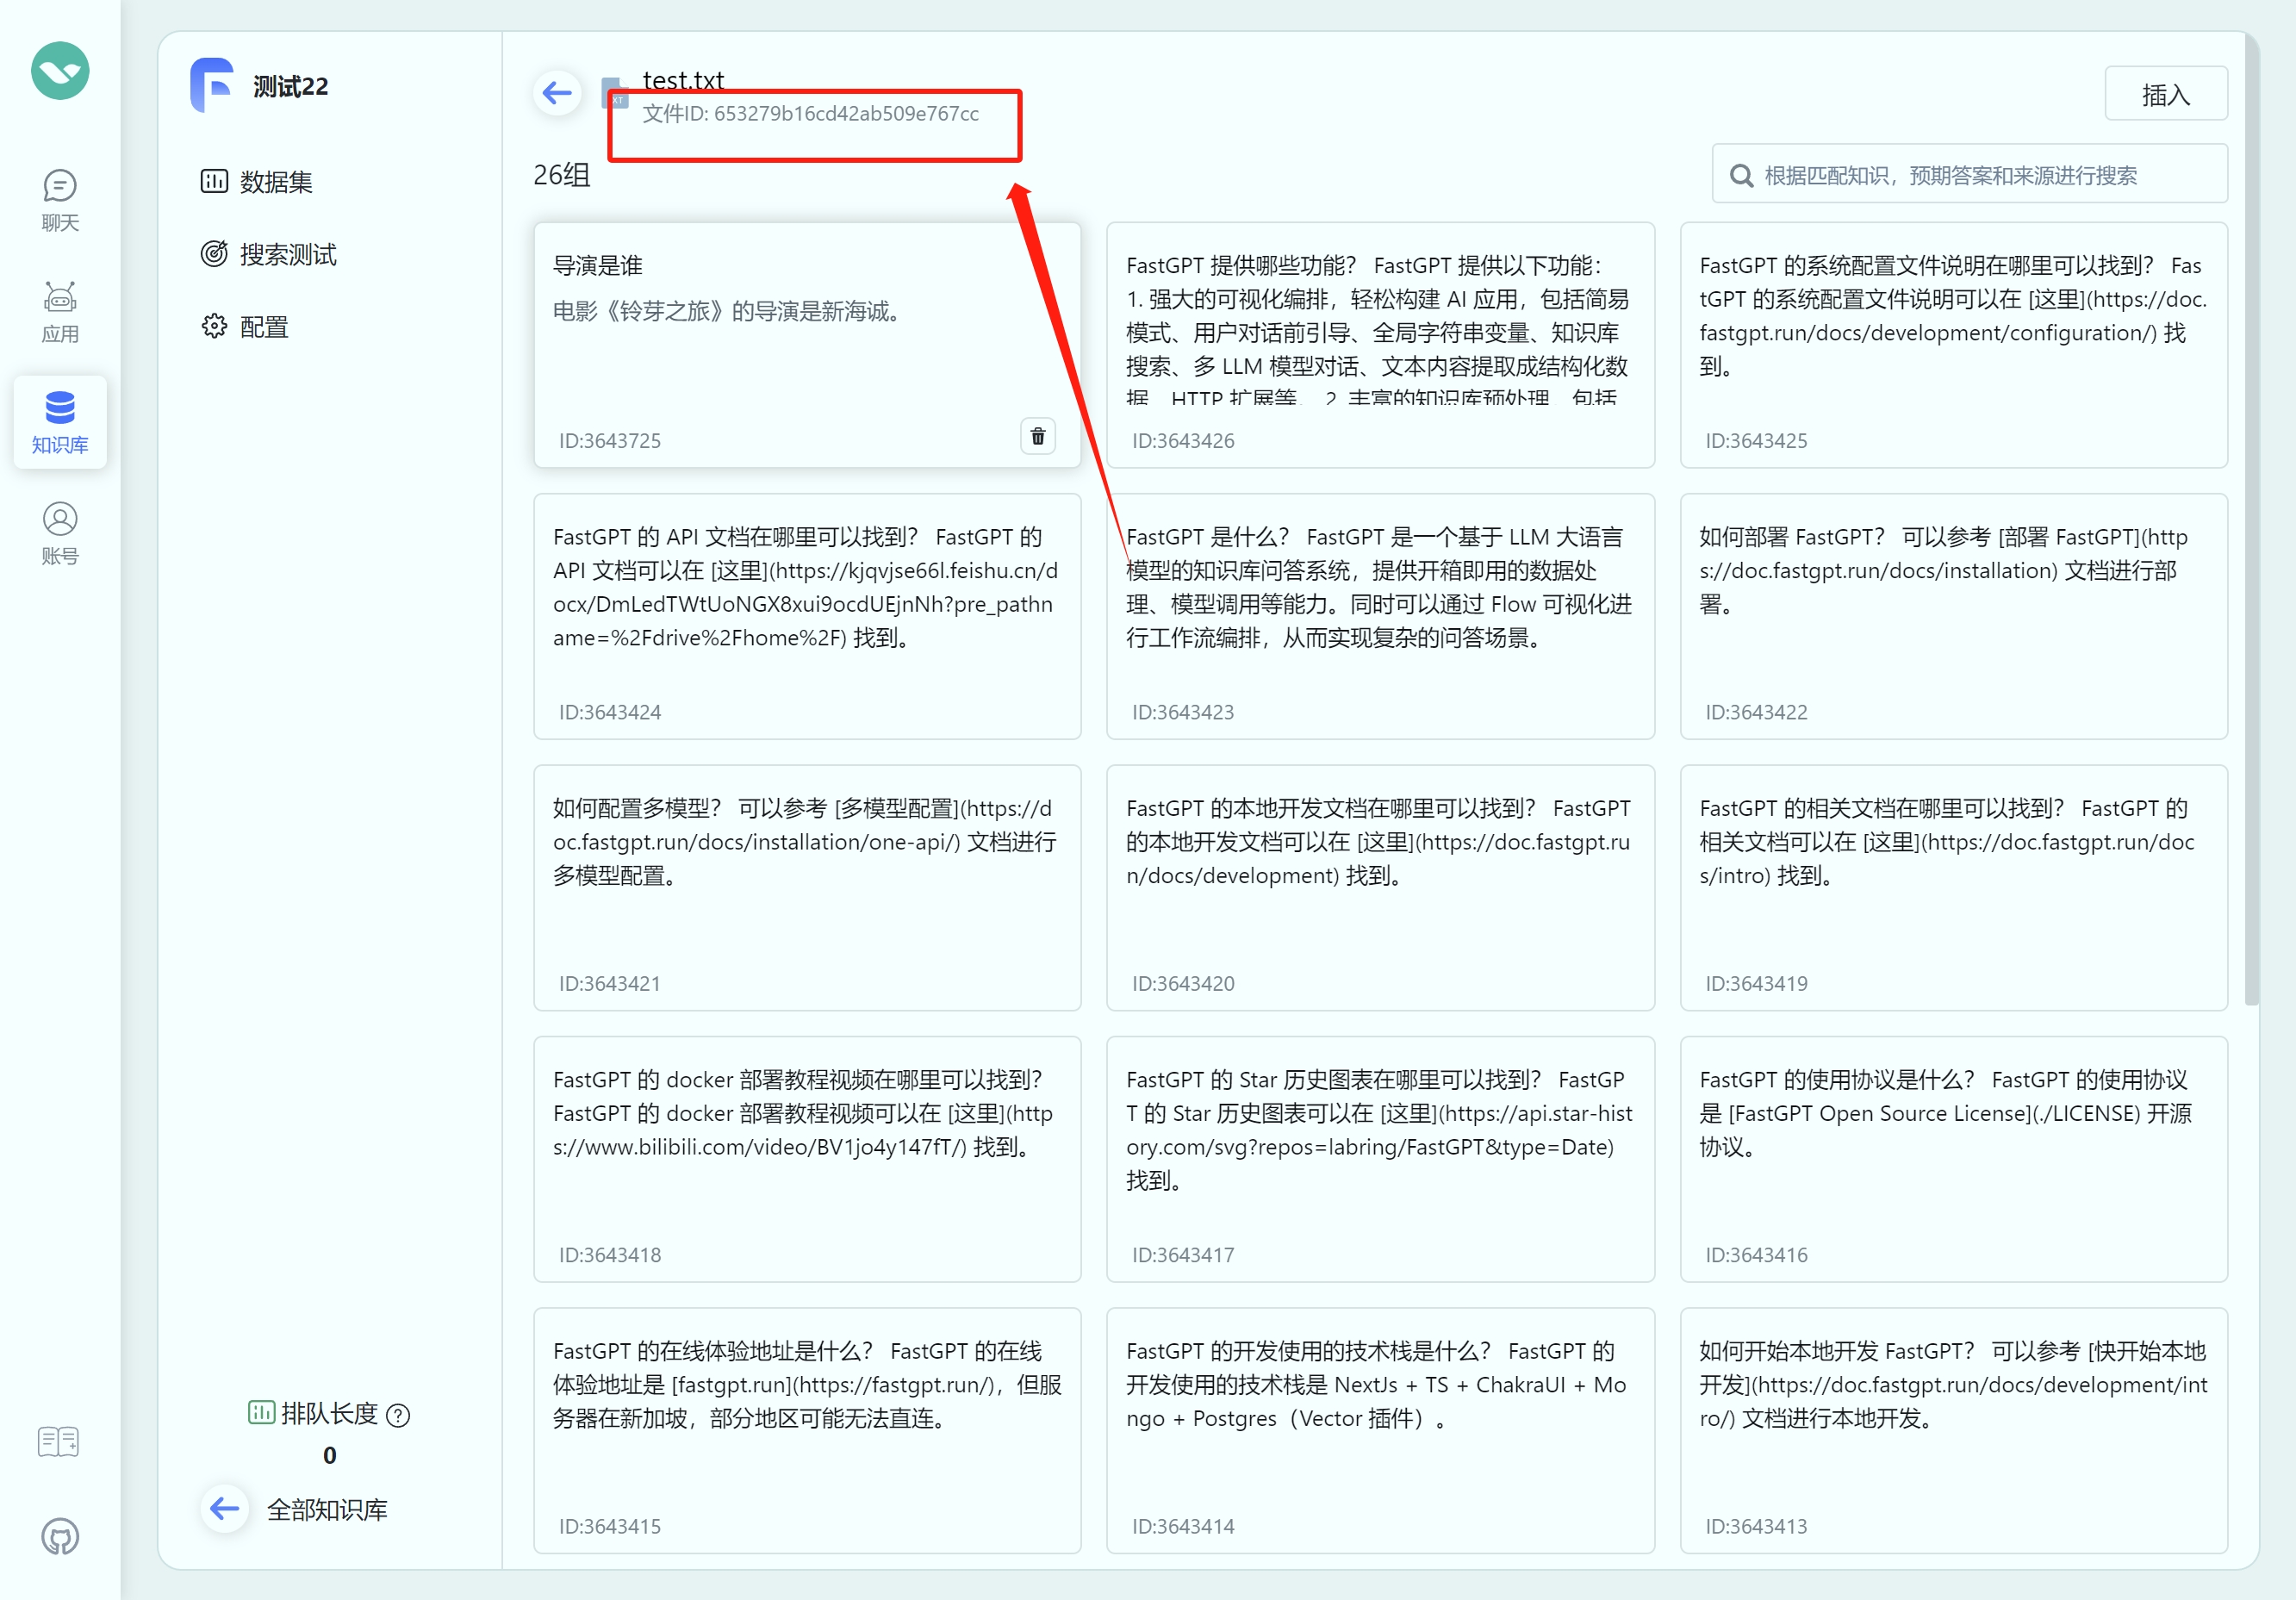 聊天
应用
知识库
账号
测试22
数据集
搜索测试
配置
排队长度
0
全部知识库
test.txt
TXT
文件ID: 653279b16cd42ab509e767cc
插入
26组
根据匹配知识，预期答案和来源进行搜索
导演是谁
电影《铃芽之旅》的导演是新海诚。
ID:3643725
FastGPT 提供哪些功能？ FastGPT 提供以下功能：
1. 强大的可视化编排，轻松构建 AI 应用，包括简易
模式、用户对话前引导、全局字符串变量、知识库
搜索、多 LLM 模型对话、文本内容提取成结构化数
据、HTTP 扩展等。 2. 丰富的知识库预处理，包括
ID:3643426
FastGPT 的系统配置文件说明在哪里可以找到？ Fas
tGPT 的系统配置文件说明可以在 [这里](https://doc.
fastgpt.run/docs/development/configuration/) 找
到。
ID:3643425
FastGPT 的 API 文档在哪里可以找到？ FastGPT 的
API 文档可以在 [这里](https://kjqvjse66l.feishu.cn/d
ocx/DmLedTWtUoNGX8xui9ocdUEjnNh?pre_pathn
ame=%2Fdrive%2Fhome%2F) 找到。
ID:3643424
FastGPT 是什么？ FastGPT 是一个基于 LLM 大语言
模型的知识库问答系统，提供开箱即用的数据处
理、模型调用等能力。同时可以通过 Flow 可视化进
行工作流编排，从而实现复杂的问答场景。
ID:3643423
如何部署 FastGPT？ 可以参考 [部署 FastGPT](http
s://doc.fastgpt.run/docs/installation) 文档进行部
署。
ID:3643422
如何配置多模型？ 可以参考 [多模型配置](https://d
oc.fastgpt.run/docs/installation/one-api/) 文档进行
多模型配置。
ID:3643421
FastGPT 的本地开发文档在哪里可以找到？ FastGPT
的本地开发文档可以在 [这里](https://doc.fastgpt.ru
n/docs/development) 找到。
ID:3643420
FastGPT 的相关文档在哪里可以找到？ FastGPT 的
相关文档可以在 [这里](https://doc.fastgpt.run/doc
s/intro) 找到。
ID:3643419
FastGPT 的 docker 部署教程视频在哪里可以找到？
FastGPT 的 docker 部署教程视频可以在 [这里](http
s://www.bilibili.com/video/BV1jo4y147fT/) 找到。
ID:3643418
FastGPT 的 Star 历史图表在哪里可以找到？ FastGP
T 的 Star 历史图表可以在 [这里](https://api.star-hist
ory.com/svg?repos=labring/FastGPT&type=Date)
找到。
ID:3643417
FastGPT 的使用协议是什么？ FastGPT 的使用协议
是 [FastGPT Open Source License](./LICENSE) 开源
协议。
ID:3643416
FastGPT 的在线体验地址是什么？ FastGPT 的在线
体验地址是 [fastgpt.run](https://fastgpt.run/)，但服
务器在新加坡，部分地区可能无法直连。
ID:3643415
FastGPT 的开发使用的技术栈是什么？ FastGPT 的
开发使用的技术栈是 NextJs + TS + ChakraUI + Mo
ngo + Postgres（Vector 插件）。
ID:3643414
如何开始本地开发 FastGPT？ 可以参考 [快开始本地
开发](https://doc.fastgpt.run/docs/development/int
ro/) 文档进行本地开发。
ID:3643413